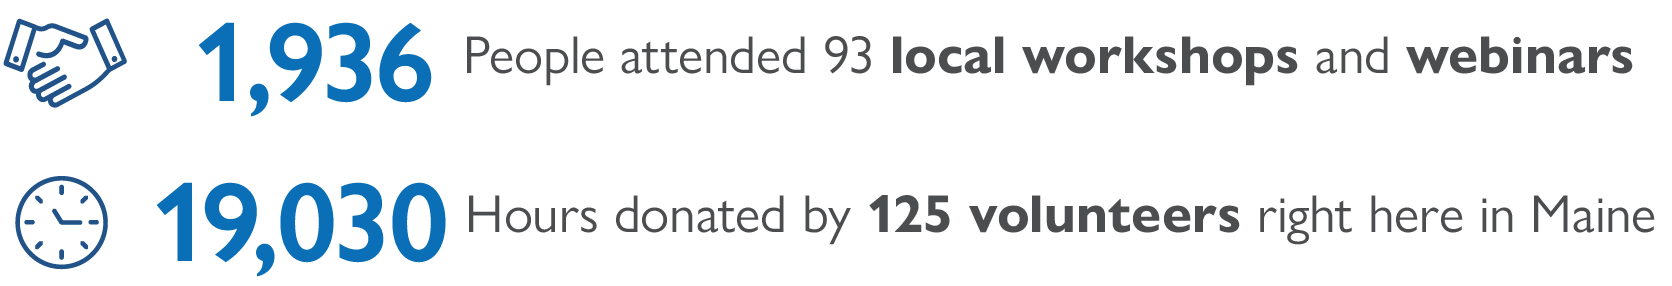 1,936 People attended 93 local workshops and webinars
19,030 Hours donated by 125 volunteers right here in Maine